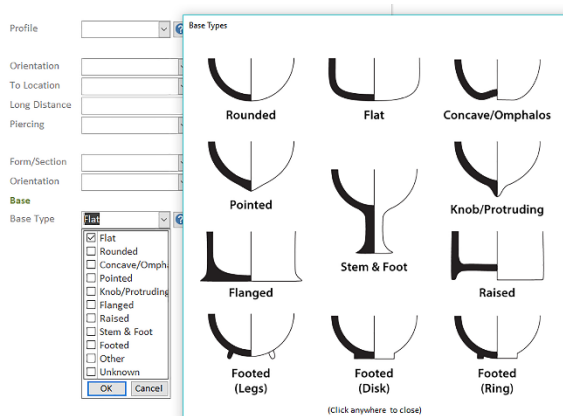 Profile
Orientation
To Location
Long Distance
Piercing
Form/Section
Orientation
Base
Base Type
Flat
Flat
Rounded
Concave/Ompha
Pointed
Knob/Protruding
Flanged
Raised
Stem & Foot
Footed
Other
Unknown
OK Cancel
Base Types
Rounded Flat Concave/Omphalos
Pointed Knob/Protruding
Stem & Foot
Flanged Raised
Footed Footed Footed
(Legs) (Disk) (Ring)
(Click anywhere to close)